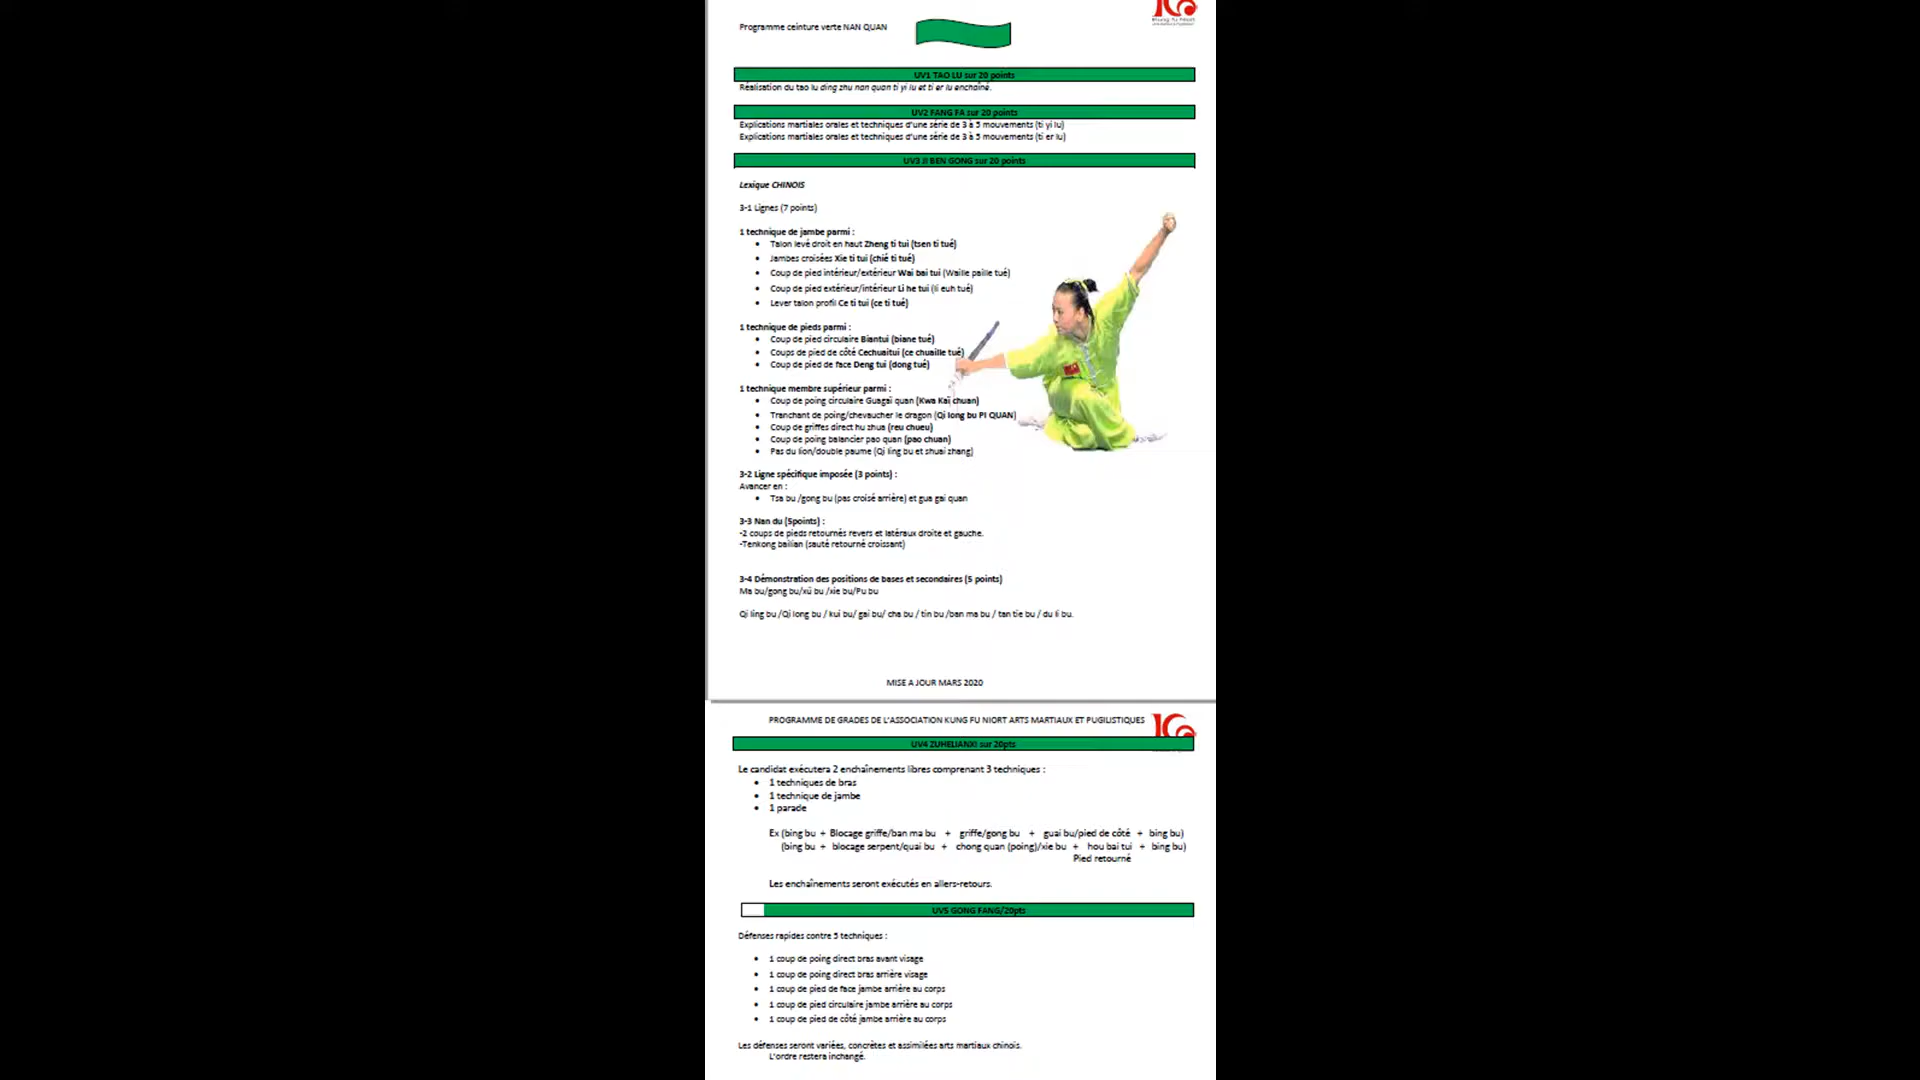 Programme ceinture verte NAN QUAN
UV1 TAO LU sur 20 points
Réalisation du tao lu ding zhu nan quan ti yi lu et ti er lu enchaîné.
UV2 FANG FA sur 20 points
Explications martiales orales et techniques d'une série de 3 à 5 mouvements (ti yi lu)
Explications martiales orales et techniques d'une série de 3 à 5 mouvements (ti er lu)
UV3 JI BEN GONG sur 20 points
Lexique CHINOIS
3-1 Lignes (7 points)
1 technique de jambe parmi :
• Talon levé droit en haut Zheng ti tui (tsen ti tué)
• Jambes croisées Xie ti tui (chié ti tué)
• Coup de pied intérieur/extérieur Wai bai tui (Waille paille tué)
• Coup de pied extérieur/intérieur Li he tui (li euh tué)
• Lever talon profil Ce ti tui (ce ti tué)
1 technique de pieds parmi :
• Coup de pied circulaire Biantui (biane tué)
• Coups de pied de côté Cechuaitui (ce chuaille tué)
• Coup de pied de face Deng tui (dong tué)
1 technique membre supérieur parmi :
• Coup de poing circulaire Guagai quan (Kwa Kaï chuan)
• Tranchant de poing/chevaucher le dragon (Qi long bu PI QUAN)
• Coup de griffes direct hu zhua (reu chueu)
• Coup de poing balancier pao quan (pao chuan)
• Pas du lion/double paume (Qi ling bu et shuai zhang)
3-2 Ligne spécifique imposée (3 points) :
Avancer en :
• Tsa bu /gong bu (pas croisé arrière) et gua gai quan
3-3 Nan du (5points) :
-2 coups de pieds retournés revers et latéraux droite et gauche.
-Tenkong bailian (sauté retourné croissant)
3-4 Démonstration des positions de bases et secondaires (5 points)
Ma bu/gong bu/xü bu /xie bu/Pu bu
Qi ling bu /Qi long bu / kui bu/ gai bu/ cha bu / tin bu /ban ma bu / tan tie bu / du li bu.
MISE A JOUR MARS 2020
PROGRAMME DE GRADES DE L'ASSOCIATION KUNG FU NIORT ARTS MARTIAUX ET PUGILISTIQUES
UV4 ZUHELIANXI sur 20pts
Le candidat exécutera 2 enchaînements libres comprenant 3 techniques :
• 1 techniques de bras
• 1 technique de jambe
• 1 parade
Ex (bing bu + Blocage griffe/ban ma bu + griffe/gong bu + guai bu/pied de côté + bing bu)
(bing bu + blocage serpent/quai bu + chong quan (poing)/xie bu + hou bai tui + bing bu)
Pied retourné
Les enchaînements seront exécutés en allers-retours.
UV5 GONG FANG/20pts
Défenses rapides contre 5 techniques :
• 1 coup de poing direct bras avant visage
• 1 coup de poing direct bras arrière visage
• 1 coup de pied de face jambe arrière au corps
• 1 coup de pied circulaire jambe arrière au corps
• 1 coup de pied de côté jambe arrière au corps
Les défenses seront variées, concrètes et assimilées arts martiaux chinois.
L'ordre restera inchangé.